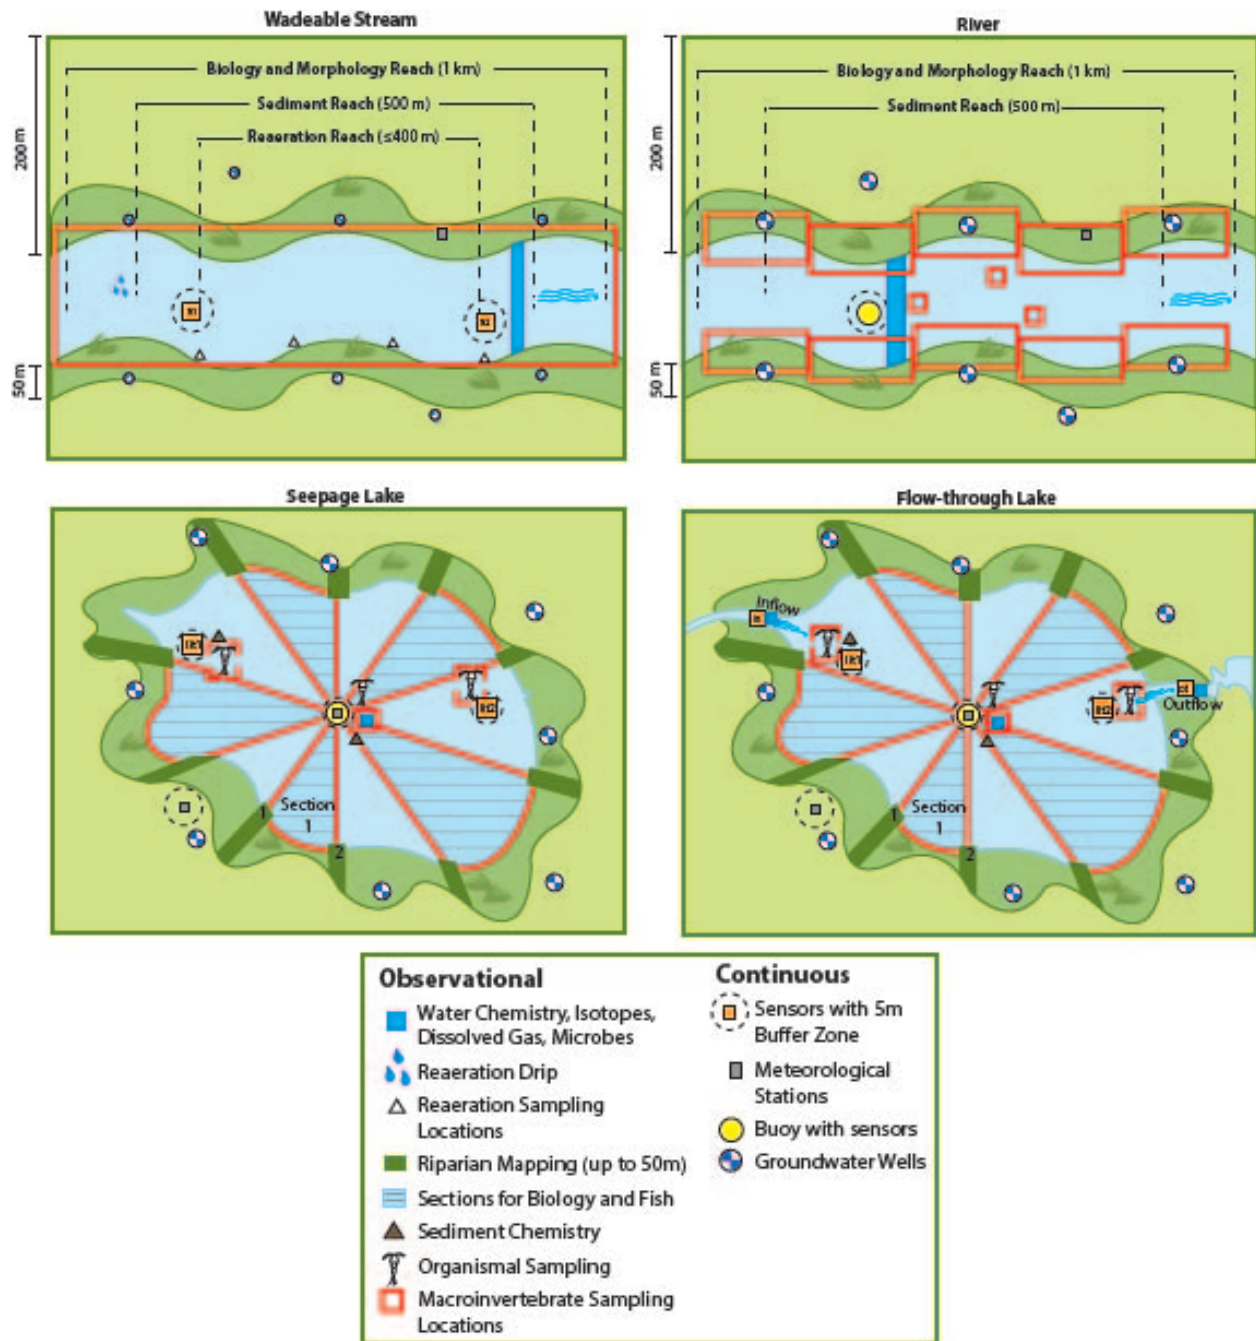 Wadeable Stream
Biology and Morphology Reach (1 km)
Sediment Reach (500 m)
Reaeration Reach (≤400 m)
200 m
50 m
S1
S2
River
Biology and Morphology Reach (1 km)
Sediment Reach (500 m)
200 m
50 m
Seepage Lake
Section
1
1
2
Flow-through Lake
Inflow
Outflow
Section
1
1
2
Observational
Water Chemistry, Isotopes,
Dissolved Gas, Microbes
Reaeration Drip
Reaeration Sampling
Locations
Riparian Mapping (up to 50m)
Sections for Biology and Fish
Sediment Chemistry
Organismal Sampling
Macroinvertebrate Sampling
Locations
Continuous
Sensors with 5m
Buffer Zone
Meteorological
Stations
Buoy with sensors
Groundwater Wells